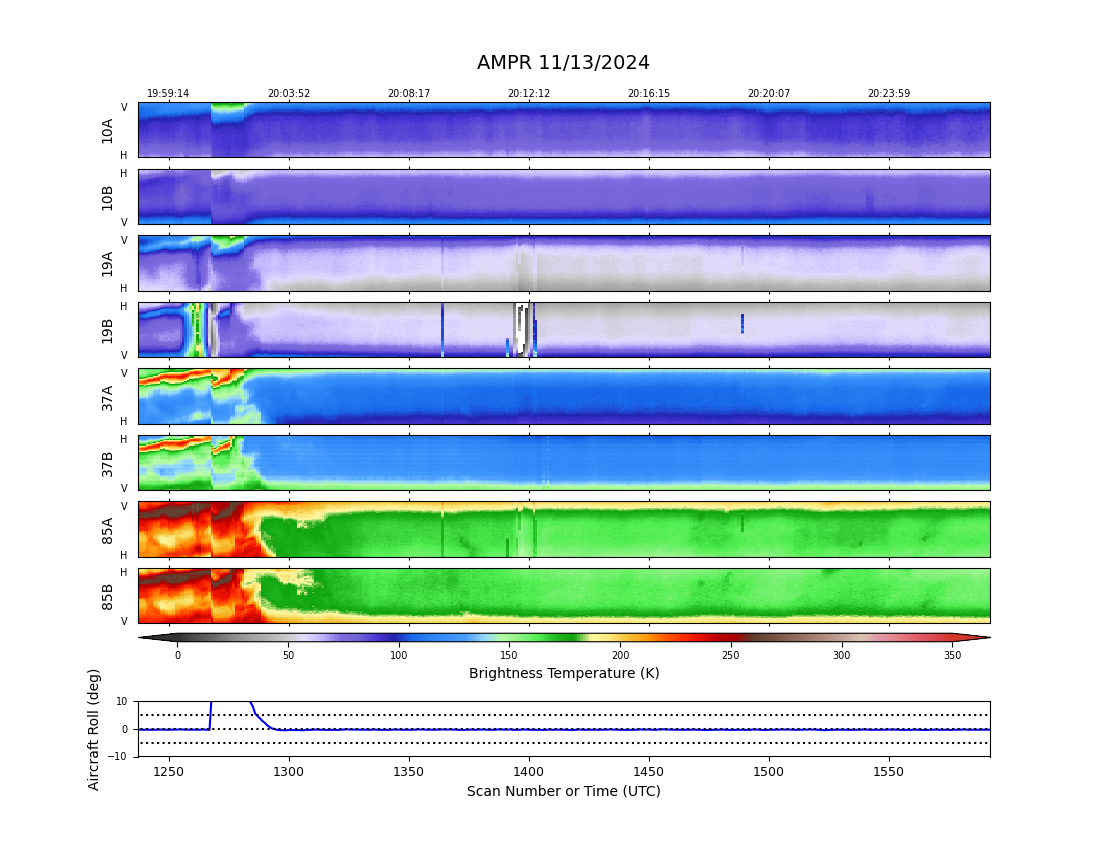 AMPR 11/13/2024
19:59:14 20:03:52 20:08:17 20:12:12 20:16:15 20:20:07 20:23:59
V
10A
H
H
10B
V
V
19A
H
H
19B
V
V
37A
H
H
37B
V
V
85A
H
H
85B
V
0 50 100 150 200 250 300 350
Brightness Temperature (K)
Aircraft Roll (deg)
10
0
−10
1250 1300 1350 1400 1450 1500 1550
Scan Number or Time (UTC)